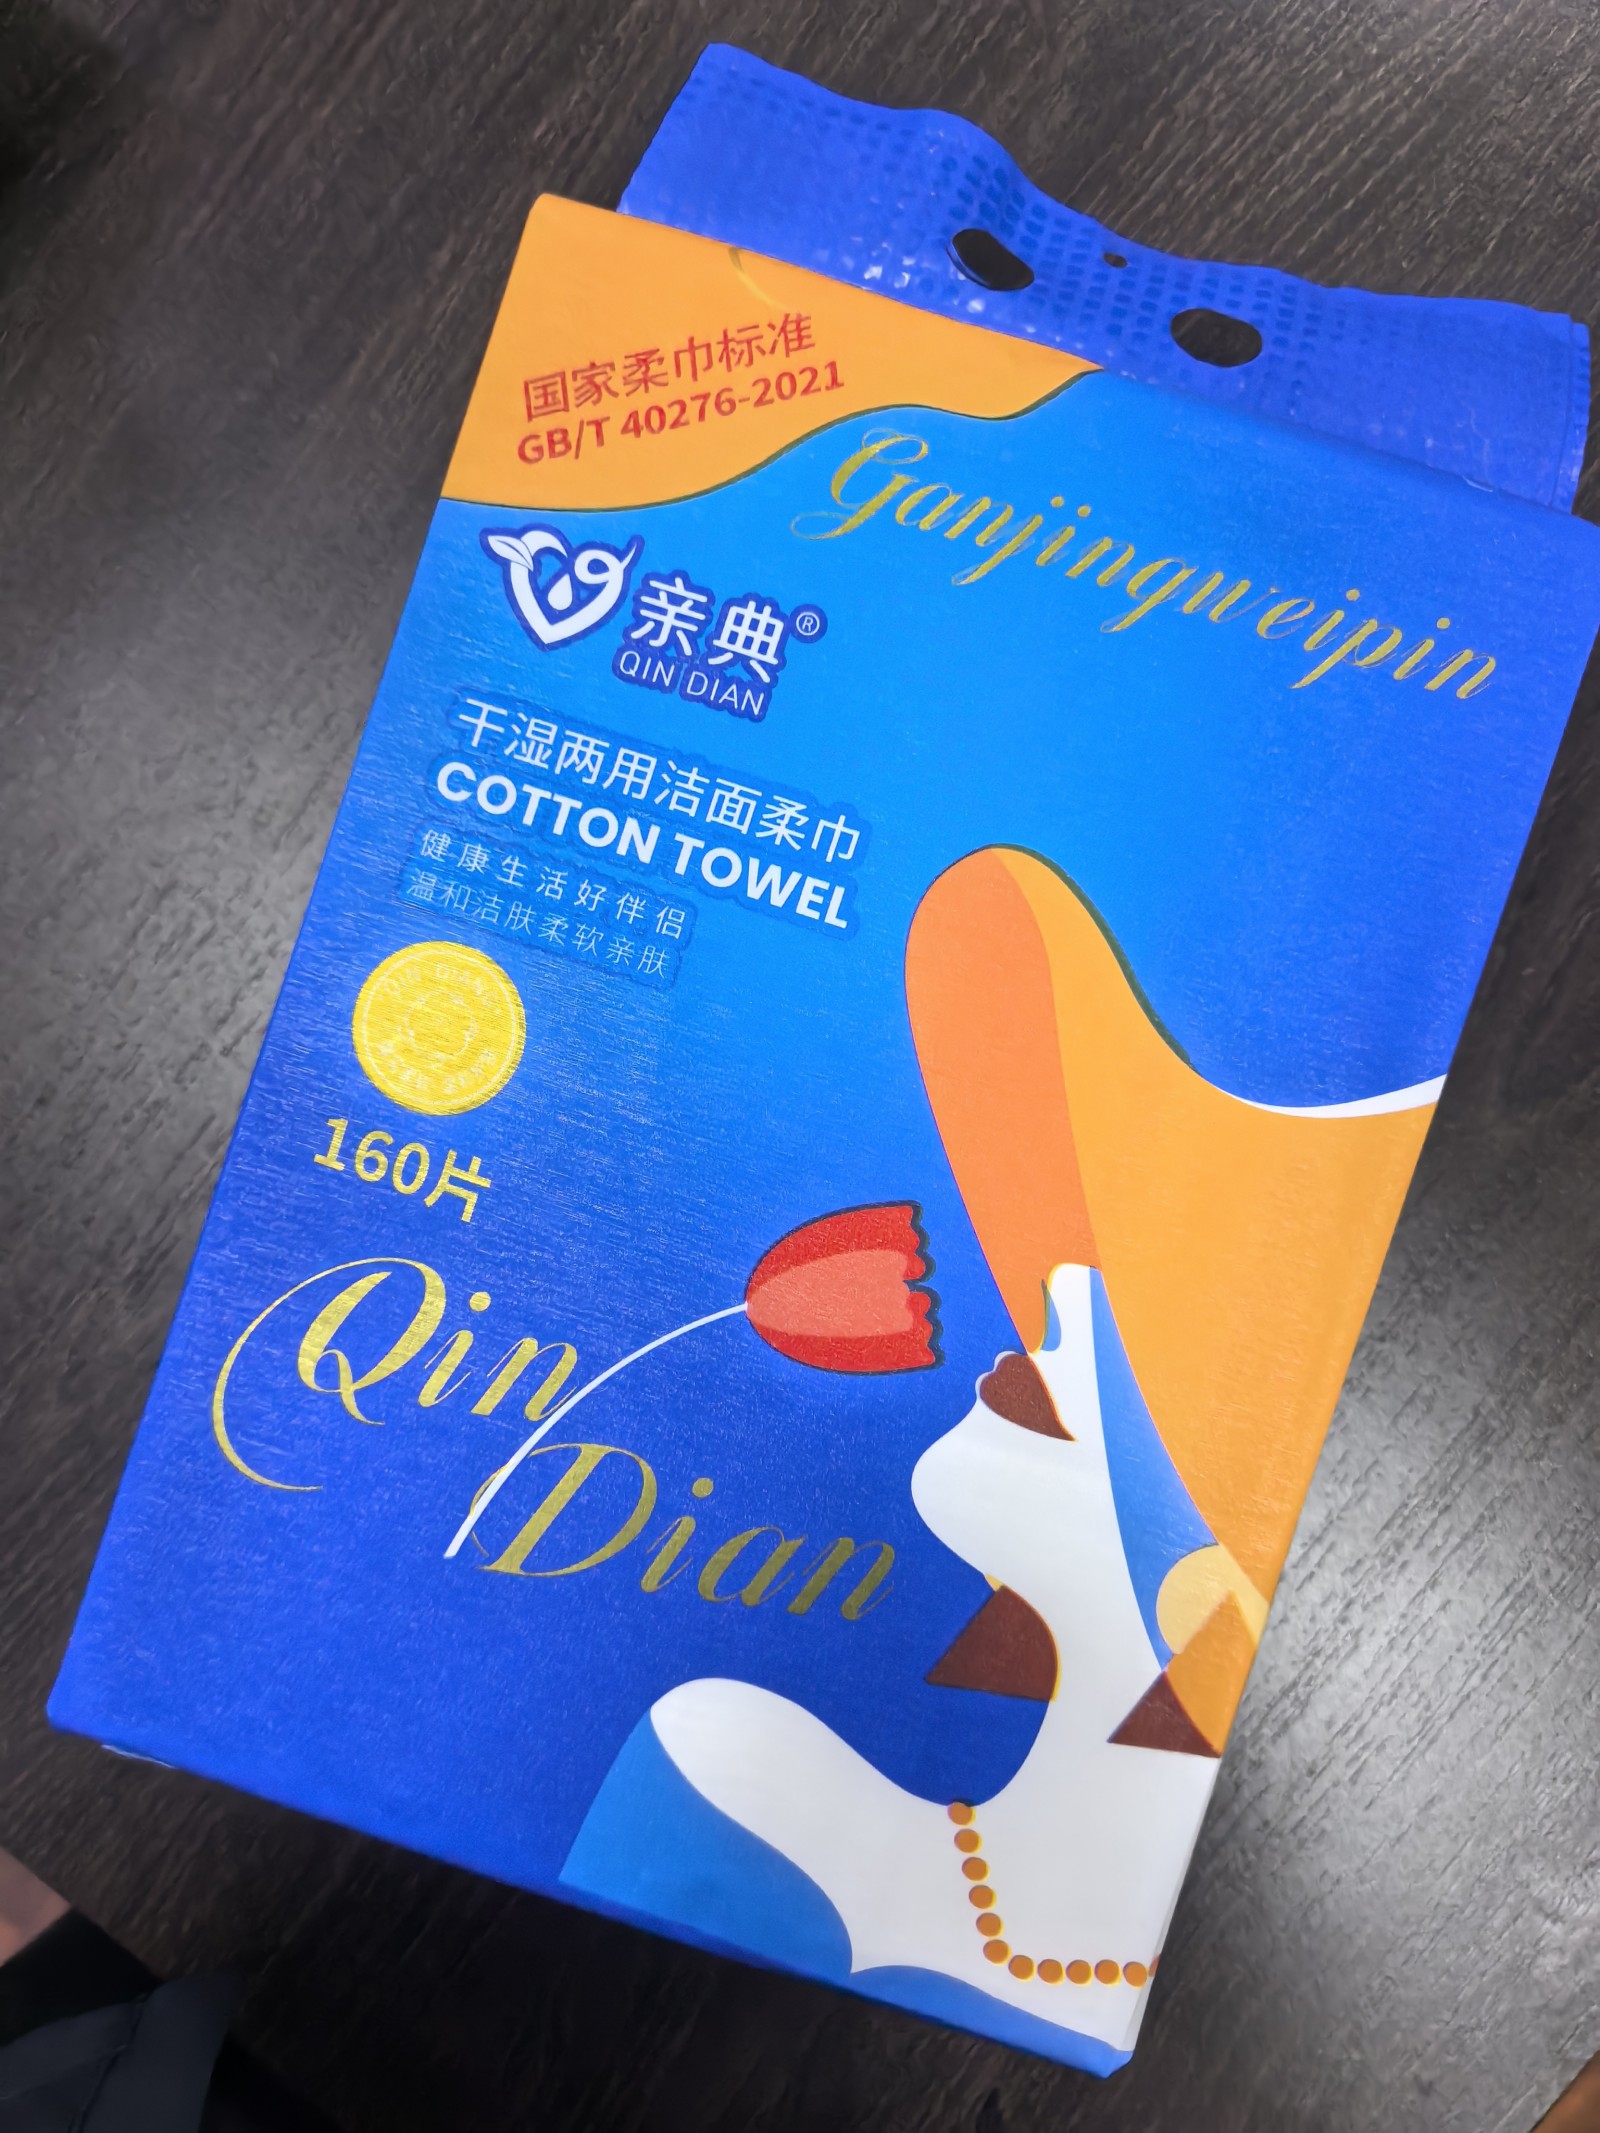 国家柔巾标准
GB/T 40276-2021
Ganjingweipin
亲典®
QIN DIAN
干湿两用洁面柔巾
COTTON TOWEL
健康生活好伴侣
温和洁肤柔软亲肤
QIN DIAN
160片
Qin
Dian